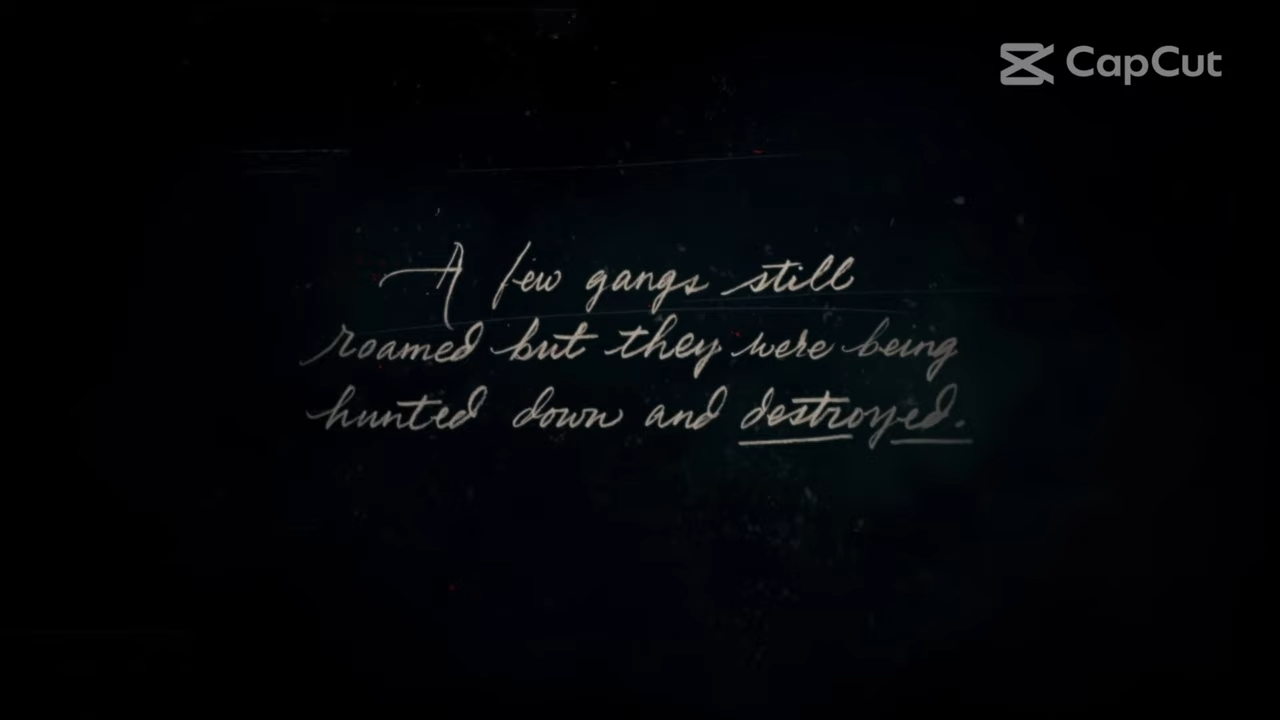 CapCut
A few gangs still
roamed but they were being
hunted down and destroyed.